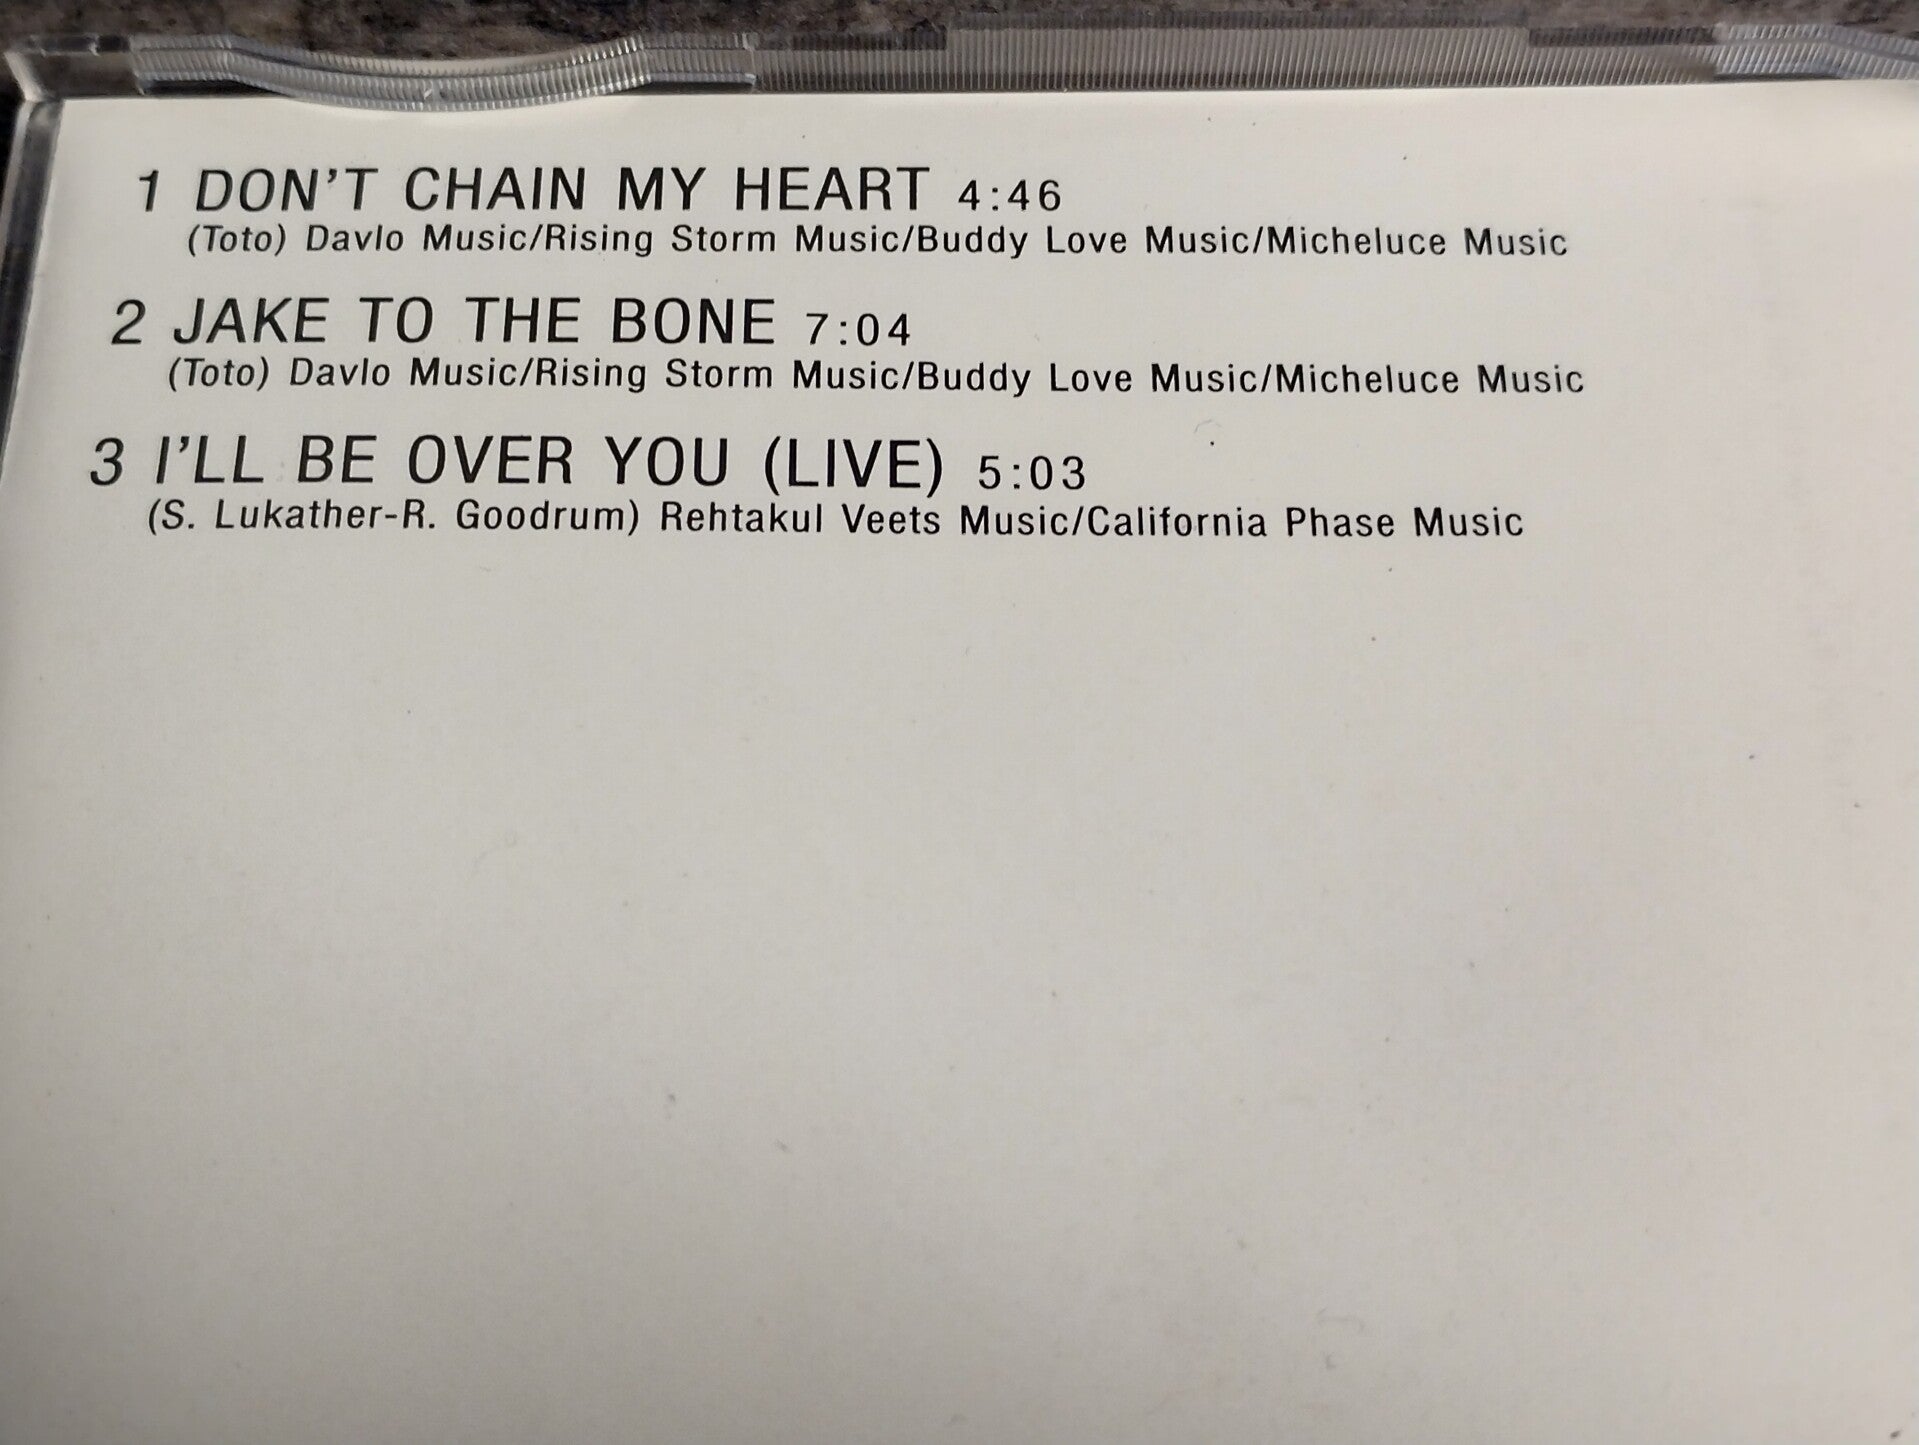 1 DON'T CHAIN MY HEART 4:46
(Toto) Davlo Music/Rising Storm Music/Buddy Love Music/Micheluce Music
2 JAKE TO THE BONE 7:04
(Toto) Davlo Music/Rising Storm Music/Buddy Love Music/Micheluce Music
3 I'LL BE OVER YOU (LIVE) 5:03
(S. Lukather-R. Goodrum) Rehtakul Veets Music/California Phase Music